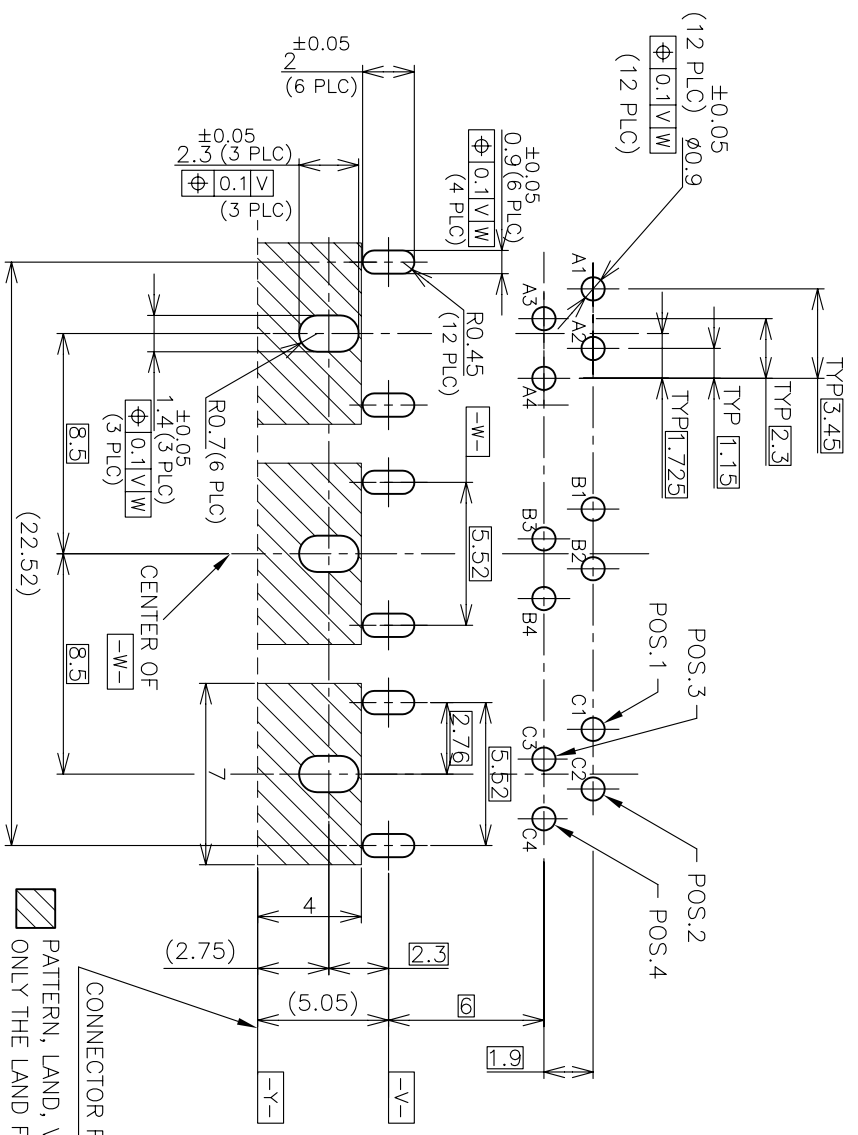 TYP 3.45
TYP 2.3
TYP 1.15
TYP 1.725
±0.05
(12 PLC) ø0.9
⌖ 0.1 V W
(12 PLC)
A1
A2
A3
A4
B1
B2
B3
B4
C1
C2
C3
C4
POS.1
POS.3
POS.2
POS.4
±0.05
2
(6 PLC)
±0.05
0.9(6 PLC)
⌖ 0.1 V W
(4 PLC)
R0.45
(12 PLC)
-W-
5.52
5.52
2.76
±0.05
2.3 (3 PLC)
⌖ 0.1 V
(3 PLC)
R0.7(6 PLC)
±0.05
1.4(3 PLC)
⌖ 0.1 V W
(3 PLC)
7
8.5
8.5
(22.52)
CENTER OF
-W-
4
2.3
(2.75)
(5.05)
6
1.9
-V-
-Y-
CONNECTOR
PATTERN, LAND,
ONLY THE LAND